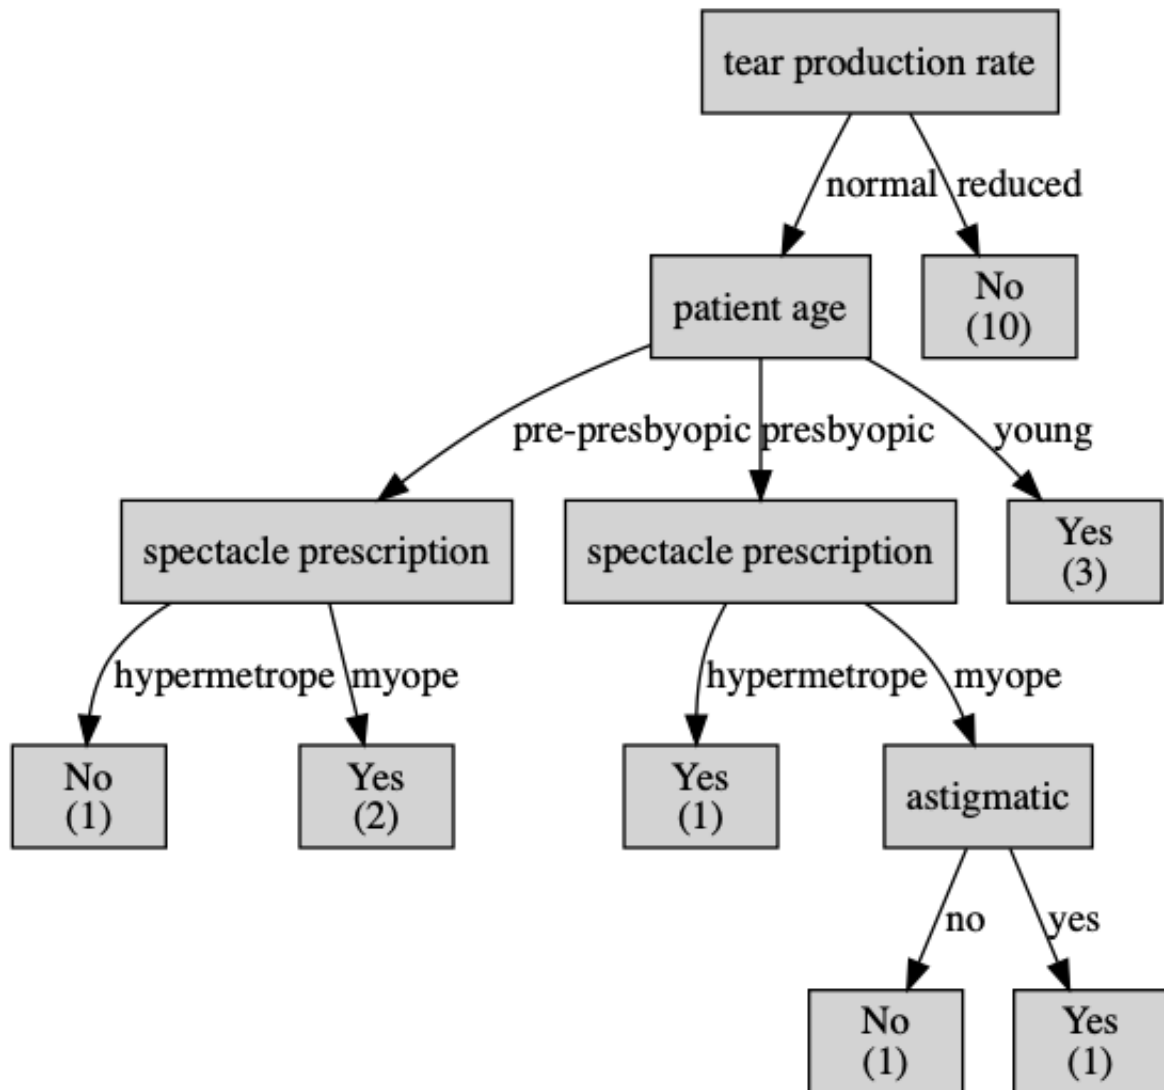 tear production rate
normal
reduced
patient age
No
(10)
pre-presbyopic
presbyopic
young
spectacle prescription
spectacle prescription
Yes
(3)
hypermetrope
myope
hypermetrope
myope
No
(1)
Yes
(2)
Yes
(1)
astigmatic
no
yes
No
(1)
Yes
(1)